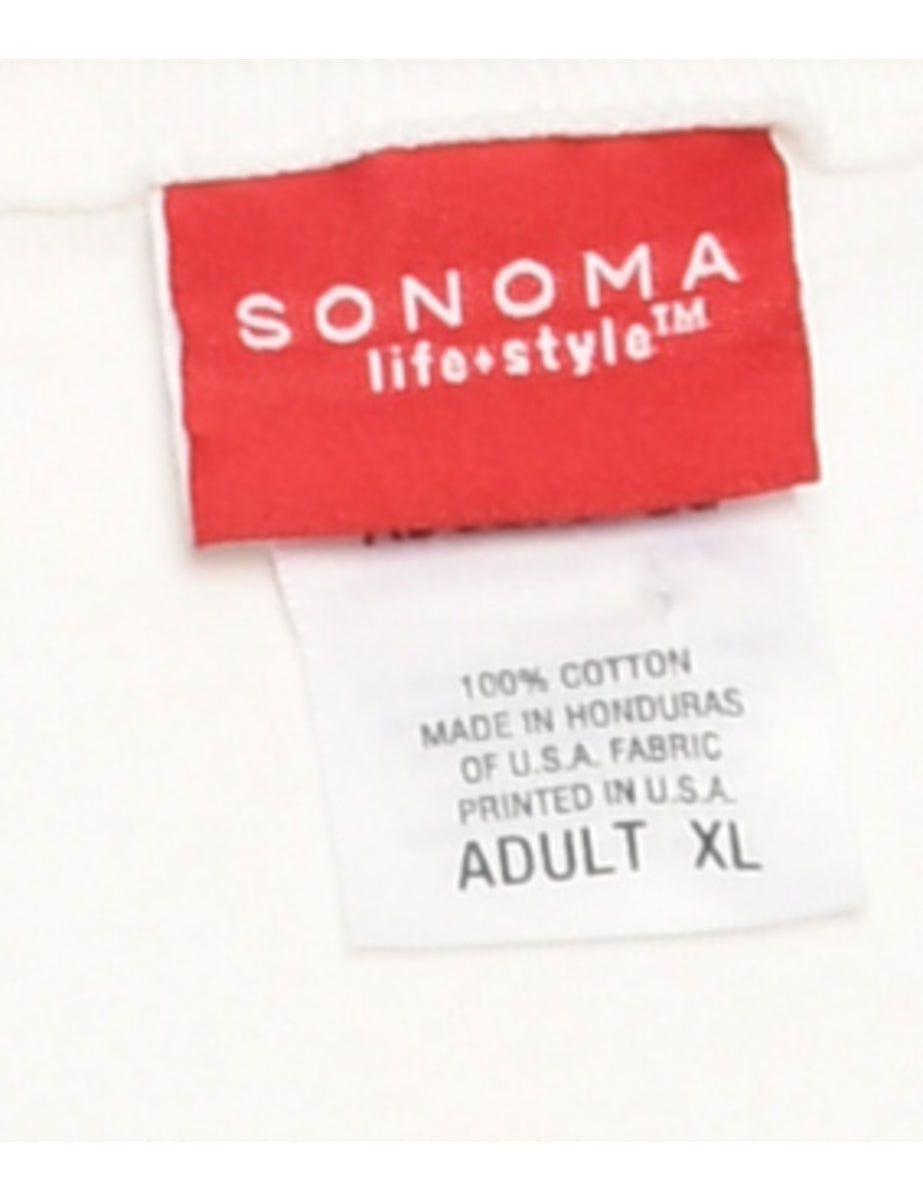 SONOMA
life+style™
100% COTTON
MADE IN HONDURAS
OF U.S.A. FABRIC
PRINTED IN U.S.A.
ADULT XL